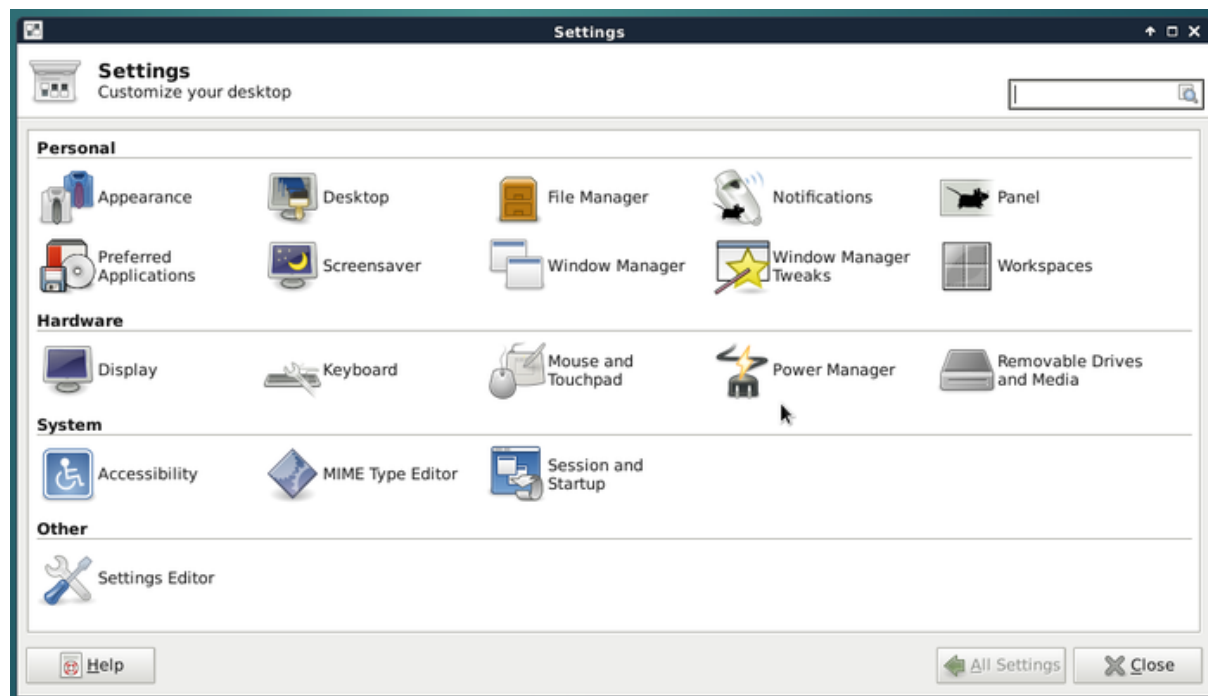 Settings
Settings
Customize your desktop
Personal
Appearance
Desktop
File Manager
Notifications
Panel
Preferred
Applications
Screensaver
Window Manager
Window Manager
Tweaks
Workspaces
Hardware
Display
Keyboard
Mouse and
Touchpad
Power Manager
Removable Drives
and Media
System
Accessibility
MIME Type Editor
Session and
Startup
Other
Settings Editor
Help
All Settings
Close